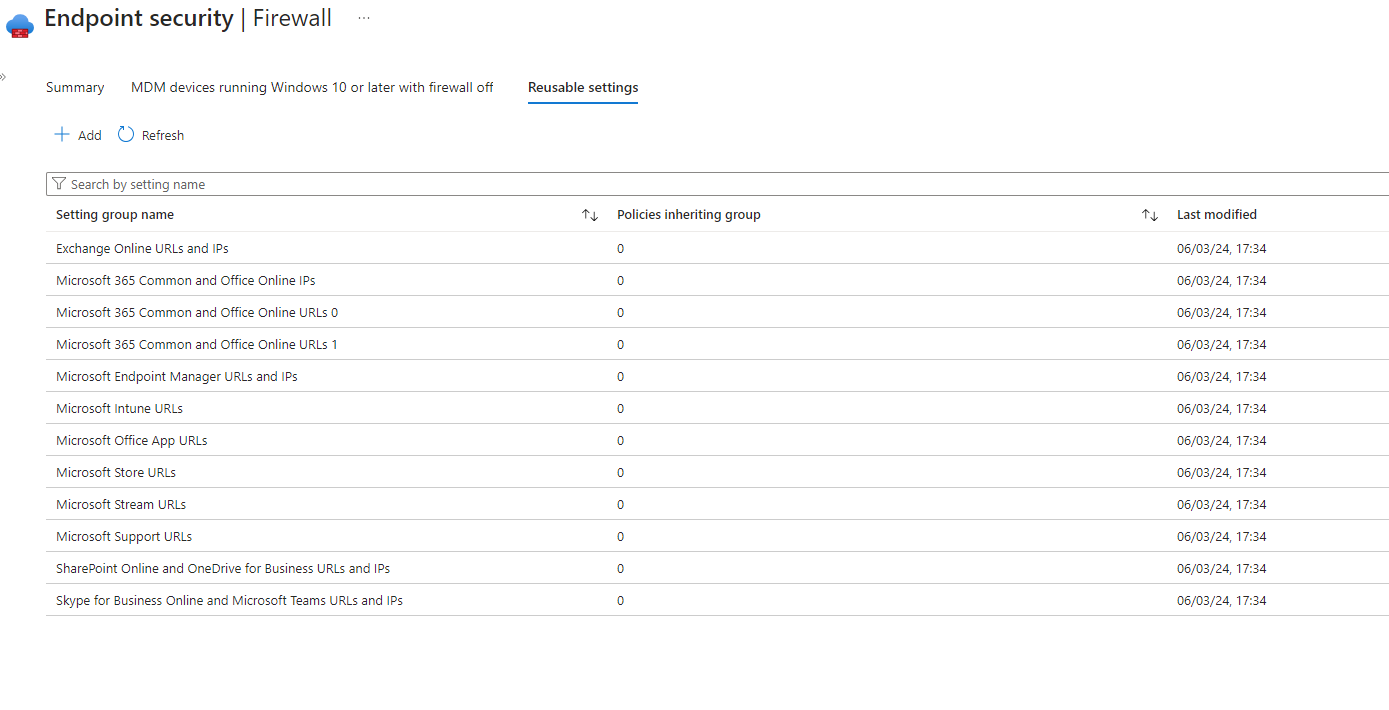 Endpoint security | Firewall ...
Summary MDM devices running Windows 10 or later with firewall off Reusable settings
Add Refresh
Search by setting name
Setting group name Policies inheriting group Last modified
Exchange Online URLs and IPs 0 06/03/24, 17:34
Microsoft 365 Common and Office Online IPs 0 06/03/24, 17:34
Microsoft 365 Common and Office Online URLs 0 0 06/03/24, 17:34
Microsoft 365 Common and Office Online URLs 1 0 06/03/24, 17:34
Microsoft Endpoint Manager URLs and IPs 0 06/03/24, 17:34
Microsoft Intune URLs 0 06/03/24, 17:34
Microsoft Office App URLs 0 06/03/24, 17:34
Microsoft Store URLs 0 06/03/24, 17:34
Microsoft Stream URLs 0 06/03/24, 17:34
Microsoft Support URLs 0 06/03/24, 17:34
SharePoint Online and OneDrive for Business URLs and IPs 0 06/03/24, 17:34
Skype for Business Online and Microsoft Teams URLs and IPs 0 06/03/24, 17:34